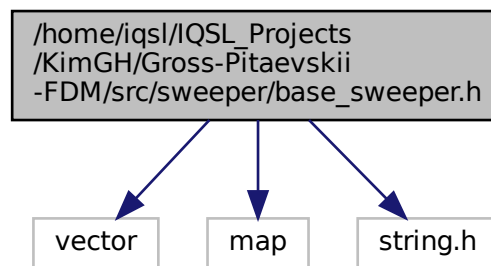 /home/iqsl/IQSL_Projects
/KimGH/Gross-Pitaevskii
-FDM/src/sweeper/base_sweeper.h
vector
map
string.h